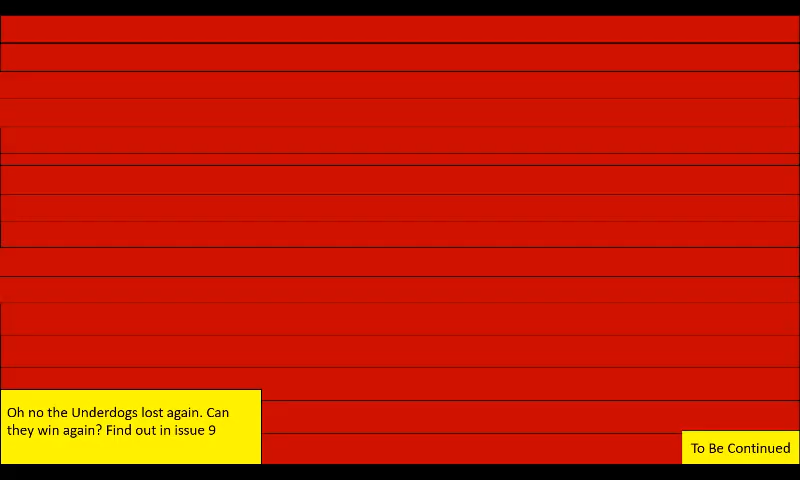 Oh no the Underdogs lost again. Can
they win again? Find out in issue 9
To Be Continued